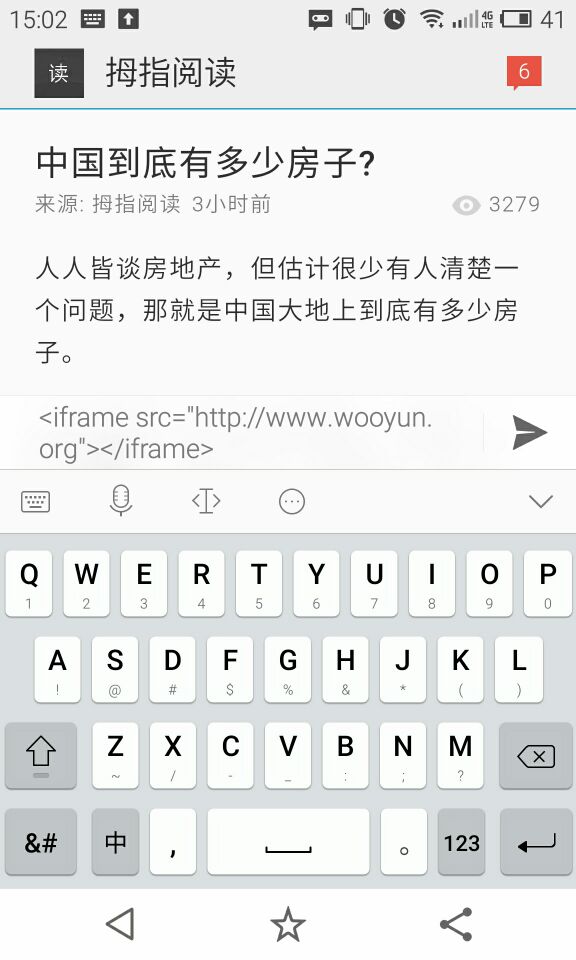 15:02 4G LTE 41
读 拇指阅读 6
中国到底有多少房子?
来源: 拇指阅读 3小时前 3279
人人皆谈房地产，但估计很少有人清楚一
个问题，那就是中国大地上到底有多少房
子。
<iframe src="http://www.wooyun.
org"></iframe>
Q W E R T Y U I O P
1 2 3 4 5 6 7 8 9 0
A S D F G H J K L
! @ # $ % & * ( )
Z X C V B N M
~ / - _ : ; ?
&# 中 , 。 123